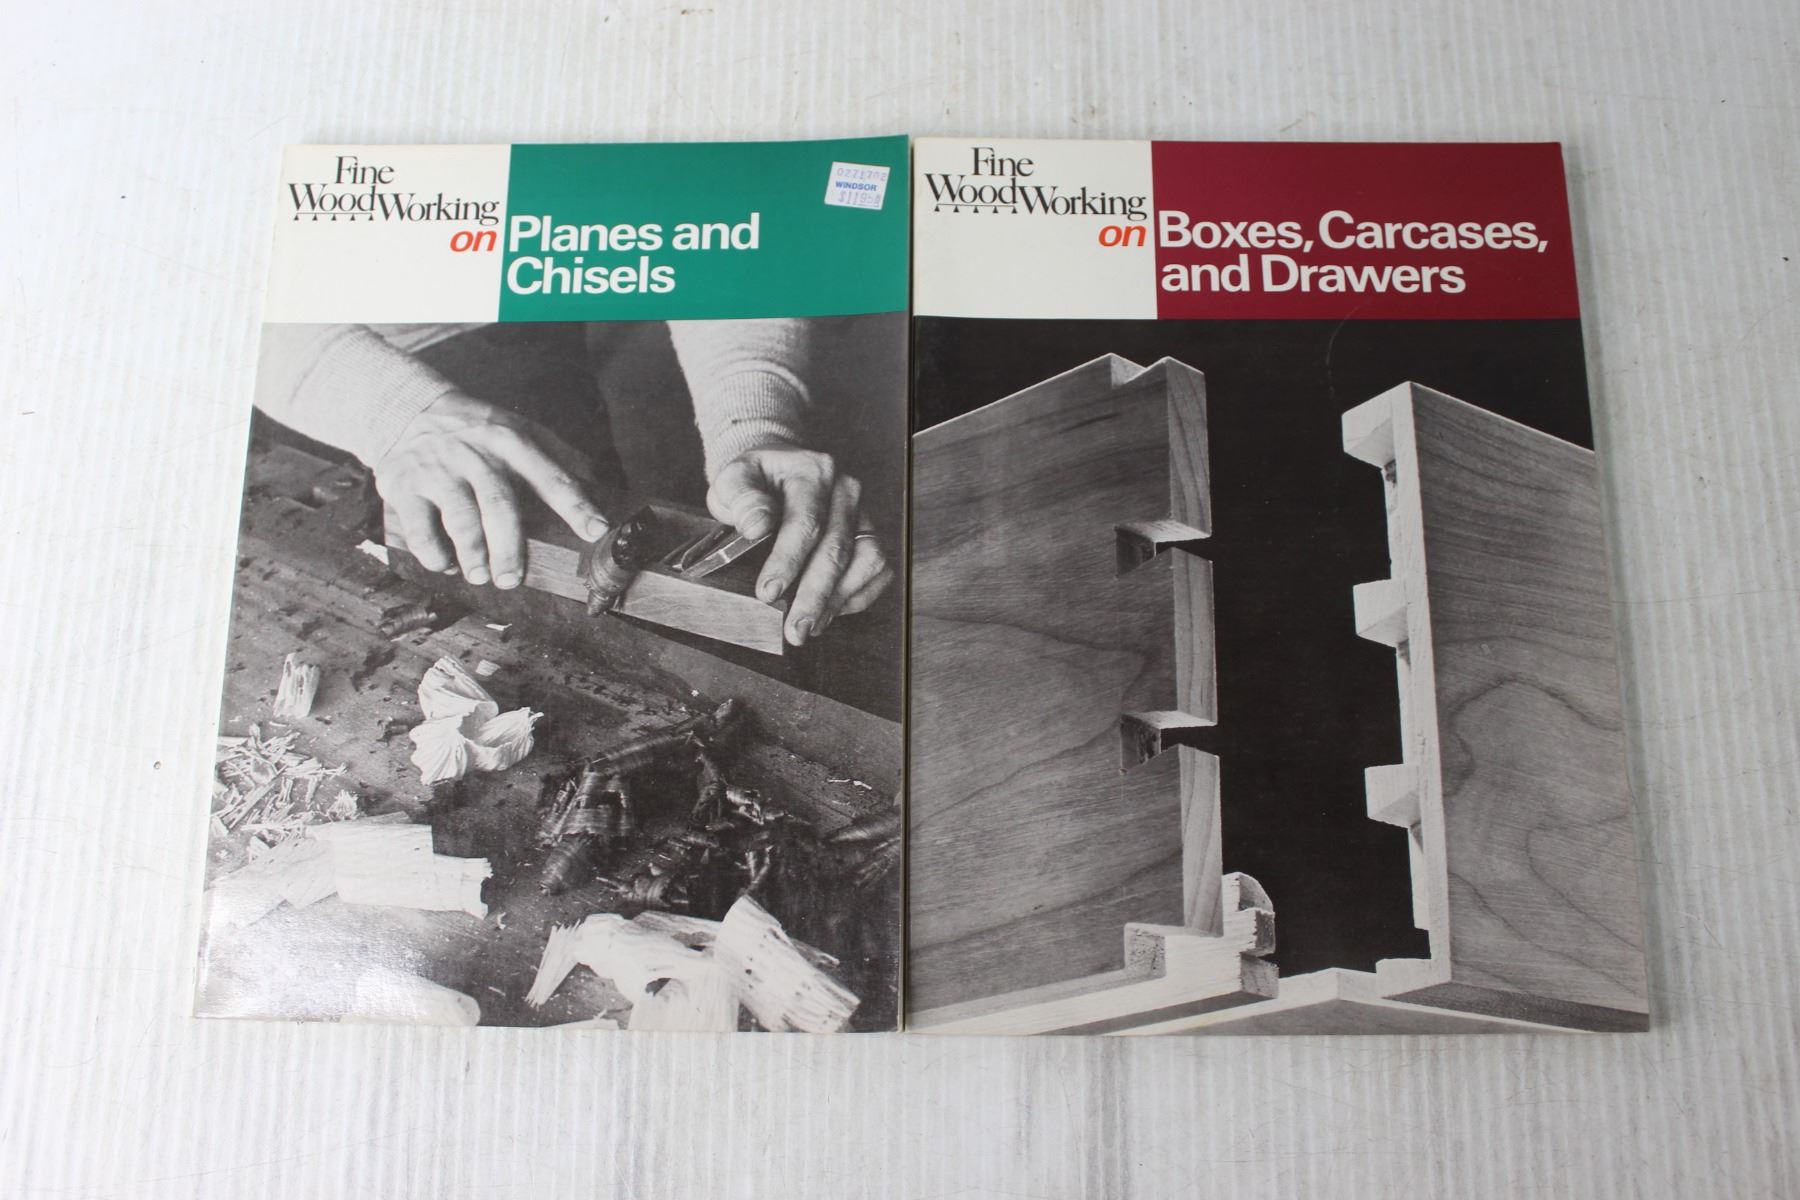 Fine
WoodWorking
on
Planes and
Chisels
WINDSOR
Fine
WoodWorking
on
Boxes, Carcases,
and Drawers